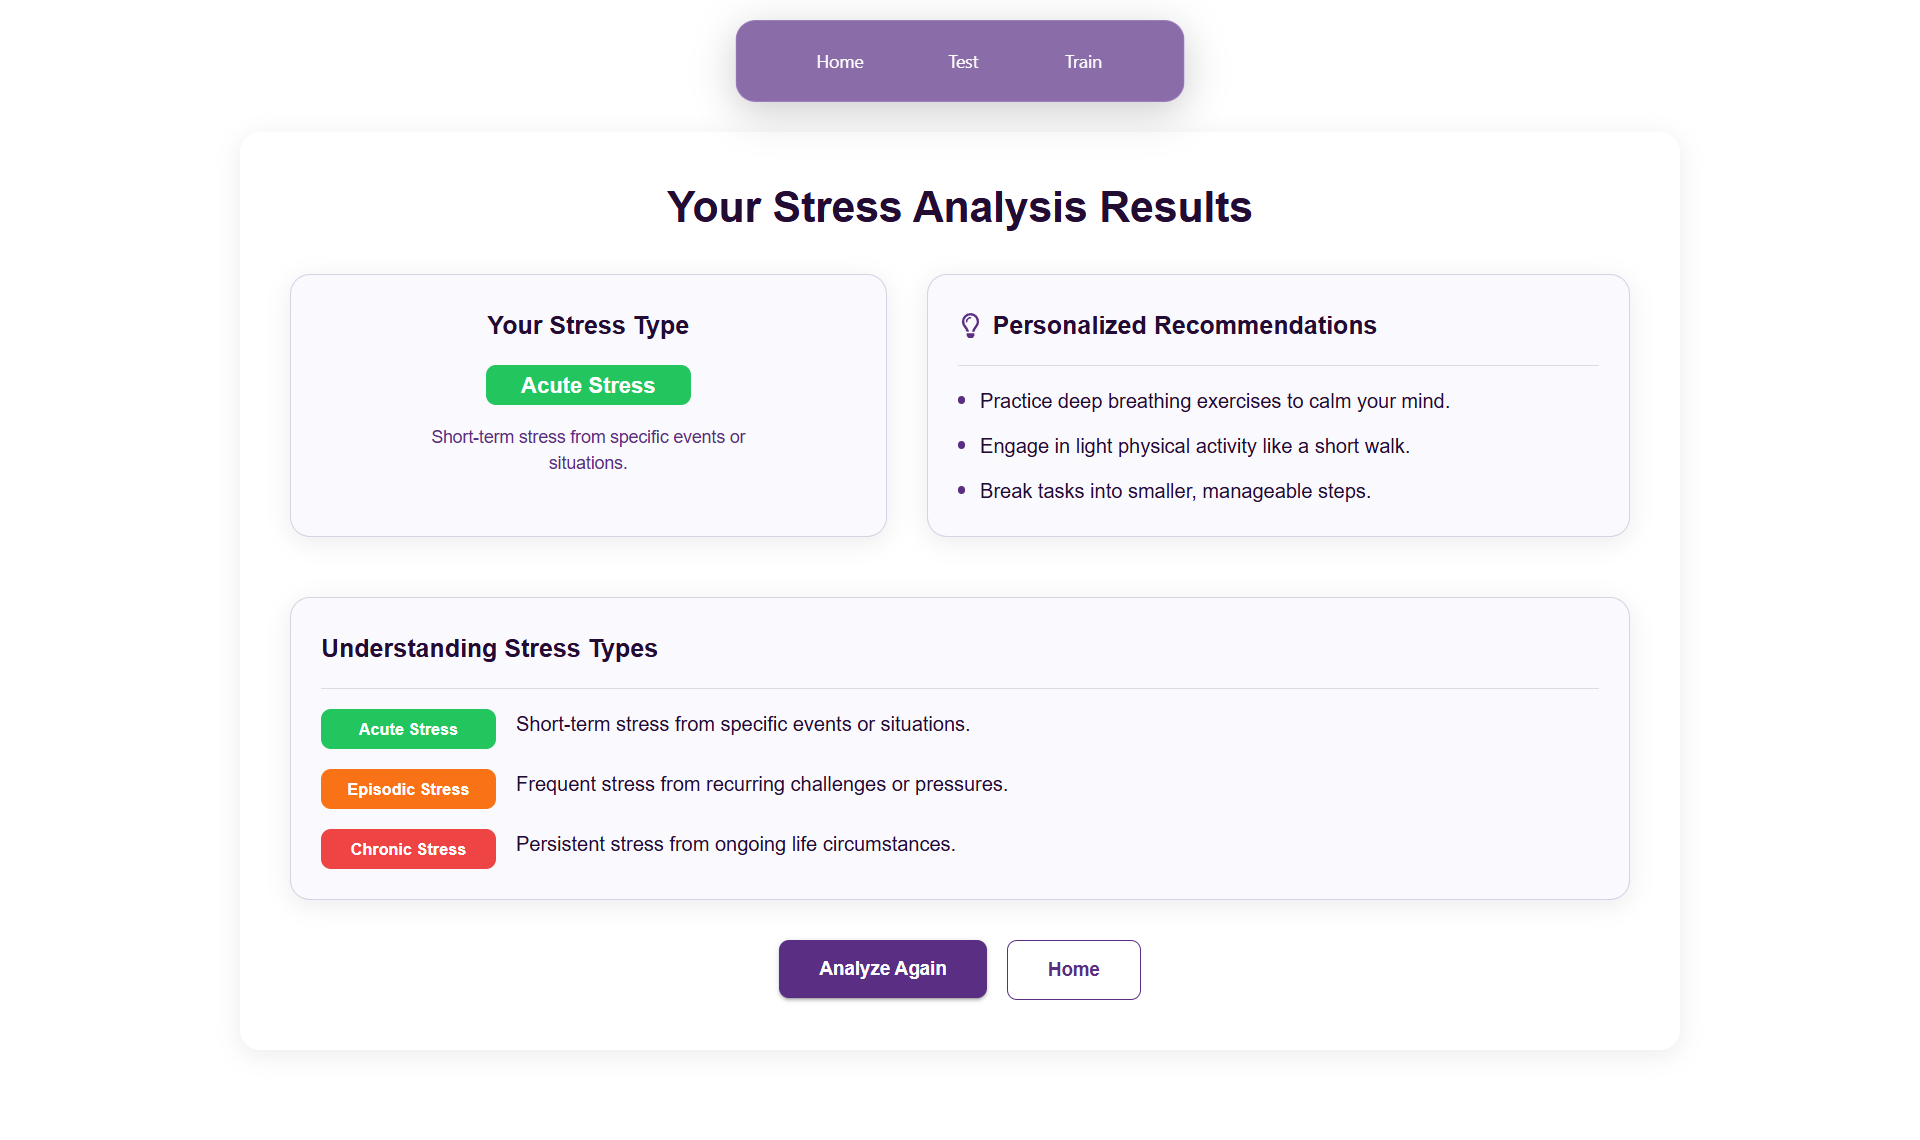 Home Test Train
Your Stress Analysis Results
Your Stress Type
Acute Stress
Short-term stress from specific events or
situations.
Personalized Recommendations
Practice deep breathing exercises to calm your mind.
Engage in light physical activity like a short walk.
Break tasks into smaller, manageable steps.
Understanding Stress Types
Acute Stress Short-term stress from specific events or situations.
Episodic Stress Frequent stress from recurring challenges or pressures.
Chronic Stress Persistent stress from ongoing life circumstances.
Analyze Again Home